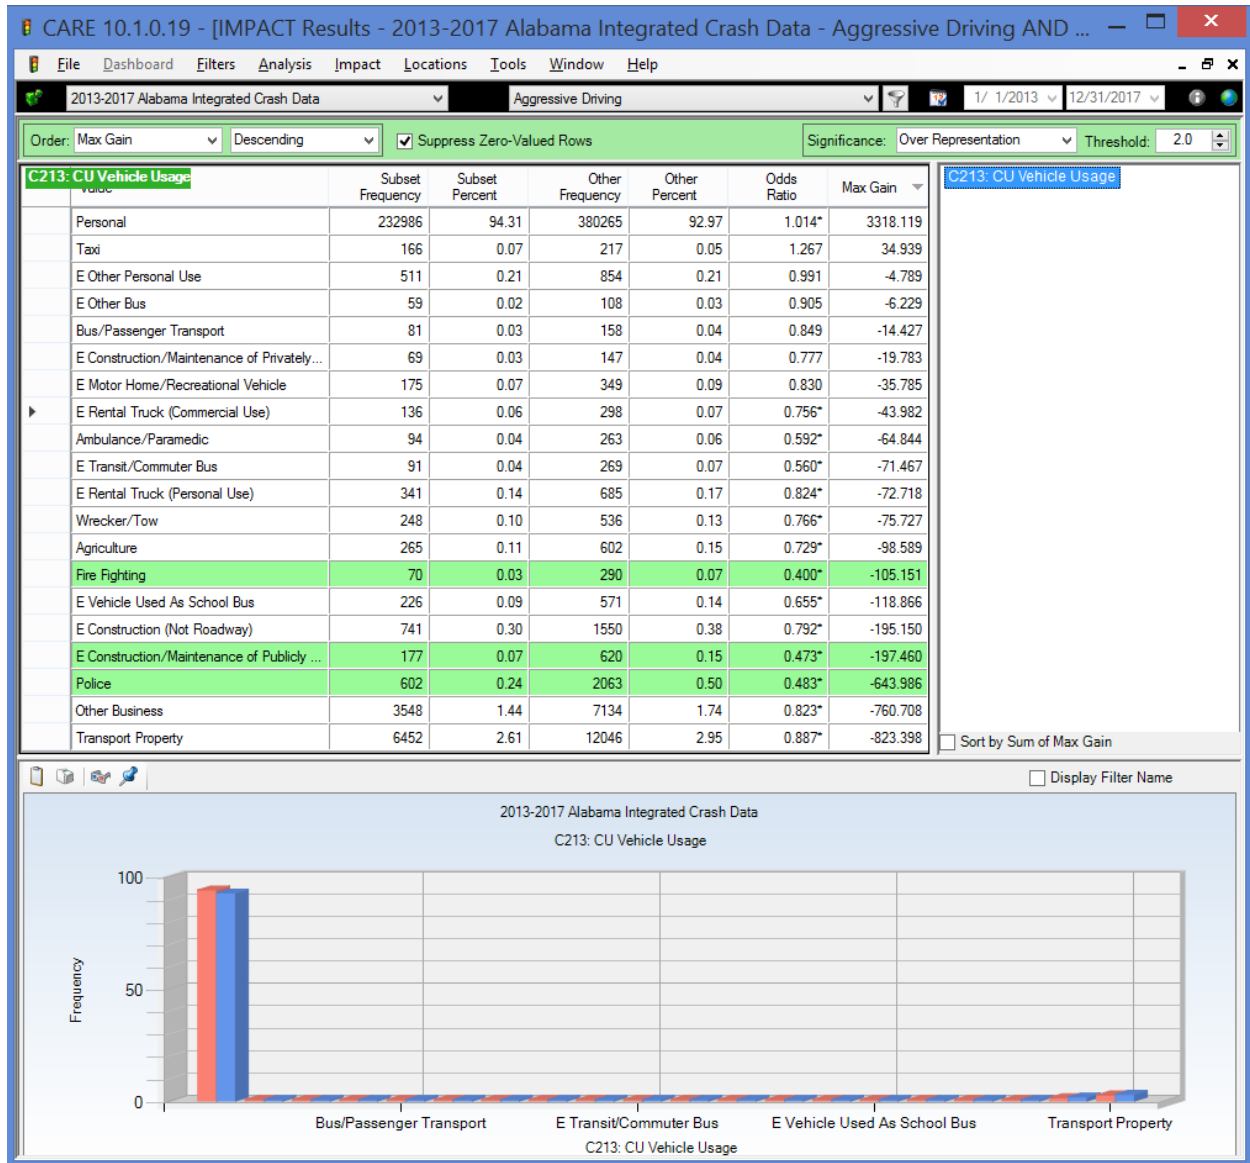 CARE 10.1.0.19 - [IMPACT Results - 2013-2017 Alabama Integrated Crash Data - Aggressive Driving AND ...
File Dashboard Filters Analysis Impact Locations Tools Window Help
2013-2017 Alabama Integrated Crash Data Aggressive Driving 1/ 1/2013 12/31/2017
Order: Max Gain Descending Suppress Zero-Valued Rows Significance: Over Representation Threshold: 2.0
C213: CU Vehicle Usage Subset Frequency Subset Percent Other Frequency Other Percent Odds Ratio Max Gain C213: CU Vehicle Usage
Personal 232986 94.31 380265 92.97 1.014* 3318.119
Taxi 166 0.07 217 0.05 1.267 34.939
E Other Personal Use 511 0.21 854 0.21 0.991 -4.789
E Other Bus 59 0.02 108 0.03 0.905 -6.229
Bus/Passenger Transport 81 0.03 158 0.04 0.849 -14.427
E Construction/Maintenance of Privately... 69 0.03 147 0.04 0.777 -19.783
E Motor Home/Recreational Vehicle 175 0.07 349 0.09 0.830 -35.785
E Rental Truck (Commercial Use) 136 0.06 298 0.07 0.756* -43.982
Ambulance/Paramedic 94 0.04 263 0.06 0.592* -64.844
E Transit/Commuter Bus 91 0.04 269 0.07 0.560* -71.467
E Rental Truck (Personal Use) 341 0.14 685 0.17 0.824* -72.718
Wrecker/Tow 248 0.10 536 0.13 0.766* -75.727
Agriculture 265 0.11 602 0.15 0.729* -98.589
Fire Fighting 70 0.03 290 0.07 0.400* -105.151
E Vehicle Used As School Bus 226 0.09 571 0.14 0.655* -118.866
E Construction (Not Roadway) 741 0.30 1550 0.38 0.792* -195.150
E Construction/Maintenance of Publicly ... 177 0.07 620 0.15 0.473* -197.460
Police 602 0.24 2063 0.50 0.483* -643.986
Other Business 3548 1.44 7134 1.74 0.823* -760.708
Transport Property 6452 2.61 12046 2.95 0.887* -823.398
Sort by Sum of Max Gain
Display Filter Name
2013-2017 Alabama Integrated Crash Data
C213: CU Vehicle Usage
100
50
0
Frequency
Bus/Passenger Transport E Transit/Commuter Bus E Vehicle Used As School Bus Transport Property
C213: CU Vehicle Usage